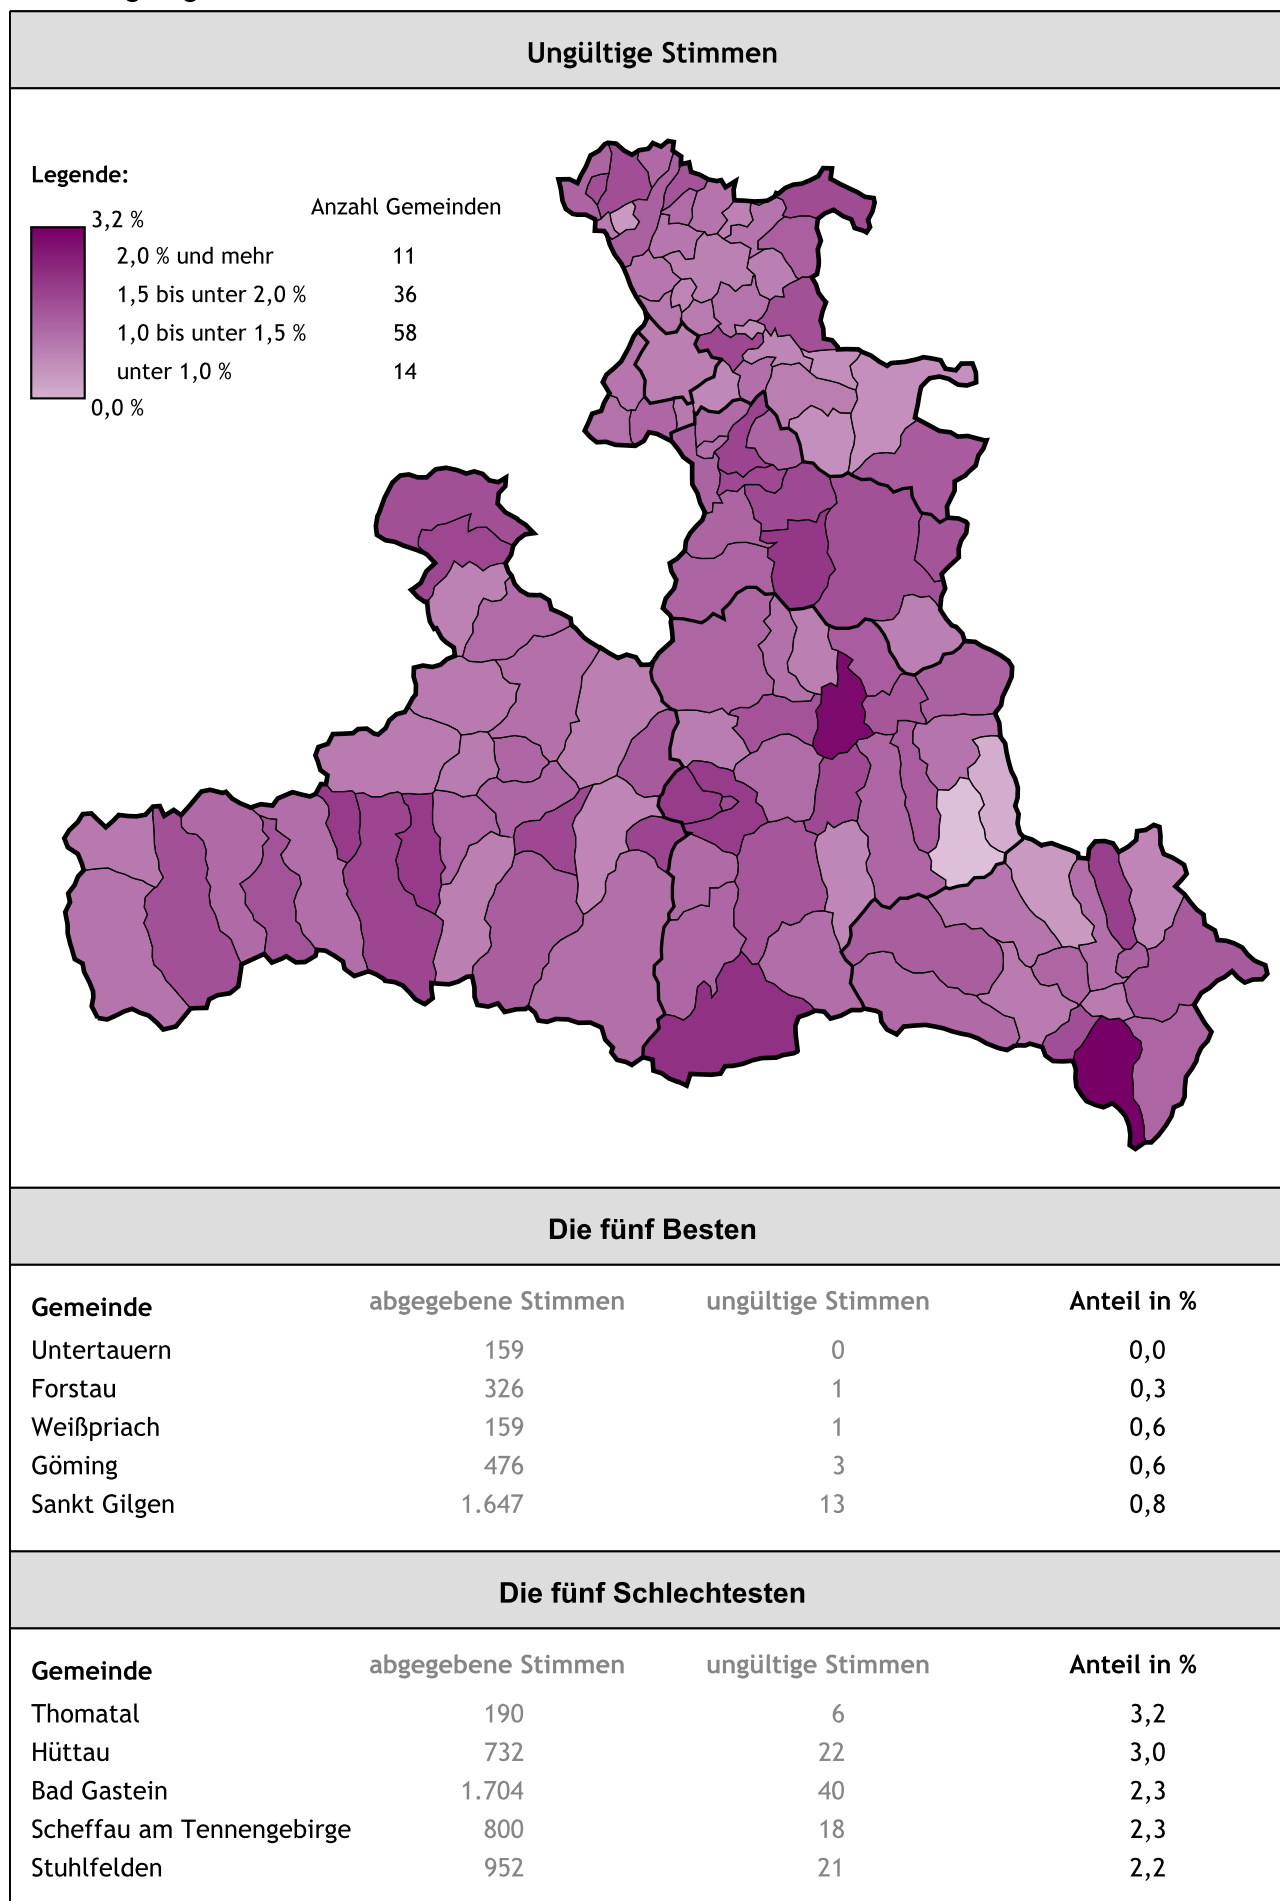 Ungültige Stimmen
Legende:
Anzahl Gemeinden
3,2 %
2,0 % und mehr 11
1,5 bis unter 2,0 % 36
1,0 bis unter 1,5 % 58
unter 1,0 % 14
0,0 %
Die fünf Besten
Gemeinde abgegebene Stimmen ungültige Stimmen Anteil in %
Untertauern 159 0 0,0
Forstau 326 1 0,3
Weißpriach 159 1 0,6
Göming 476 3 0,6
Sankt Gilgen 1.647 13 0,8
Die fünf Schlechtesten
Gemeinde abgegebene Stimmen ungültige Stimmen Anteil in %
Thomatal 190 6 3,2
Hüttau 732 22 3,0
Bad Gastein 1.704 40 2,3
Scheffau am Tennengebirge 800 18 2,3
Stuhlfelden 952 21 2,2